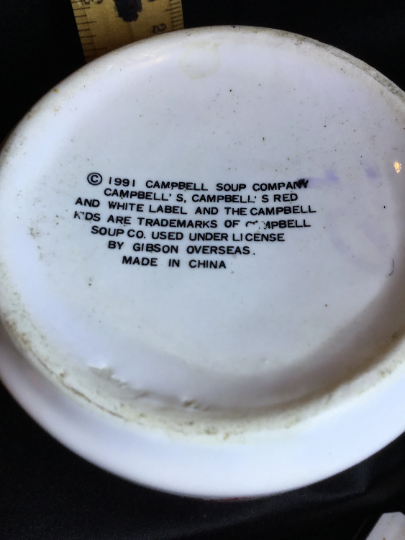 © 1991 CAMPBELL SOUP COMPANY
CAMPBELL'S, CAMPBELL'S RED
AND WHITE LABEL AND THE CAMPBELL
KIDS ARE TRADEMARKS OF CAMPBELL
SOUP CO. USED UNDER LICENSE
BY GIBSON OVERSEAS.
MADE IN CHINA